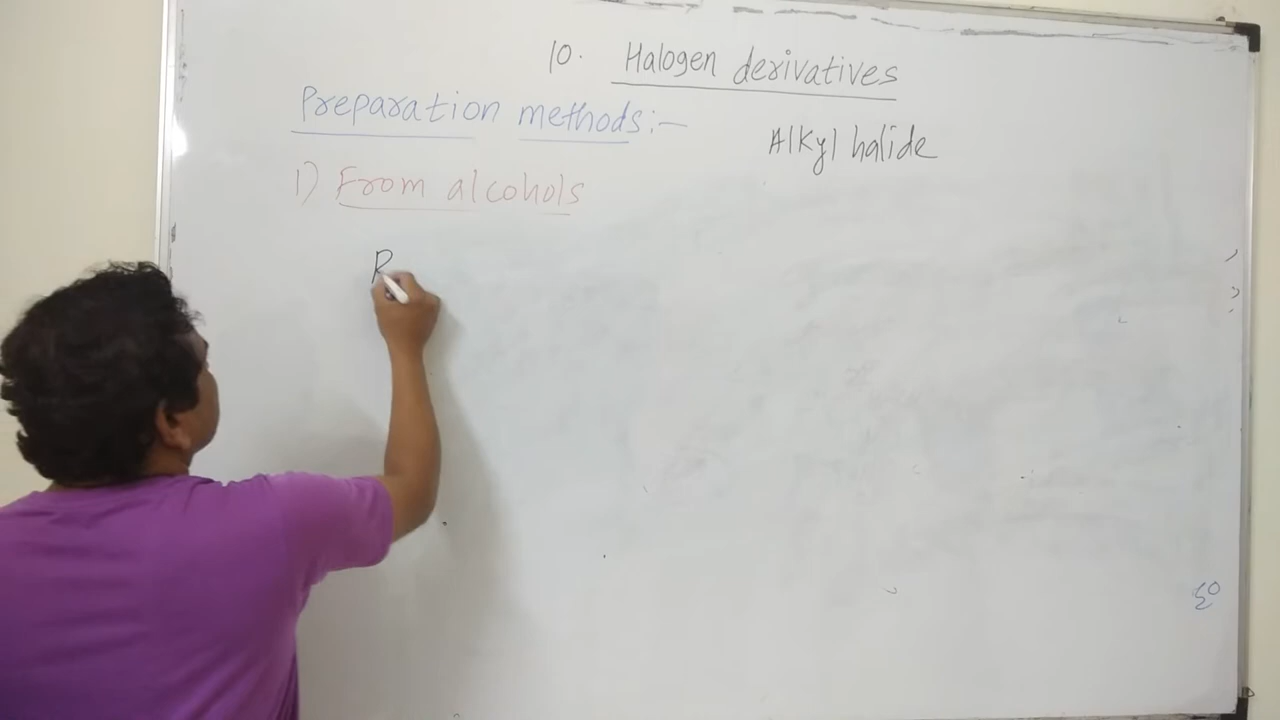 10. Halogen derivatives
Preparation methods:-
Alkyl halide
1) From alcohols
R